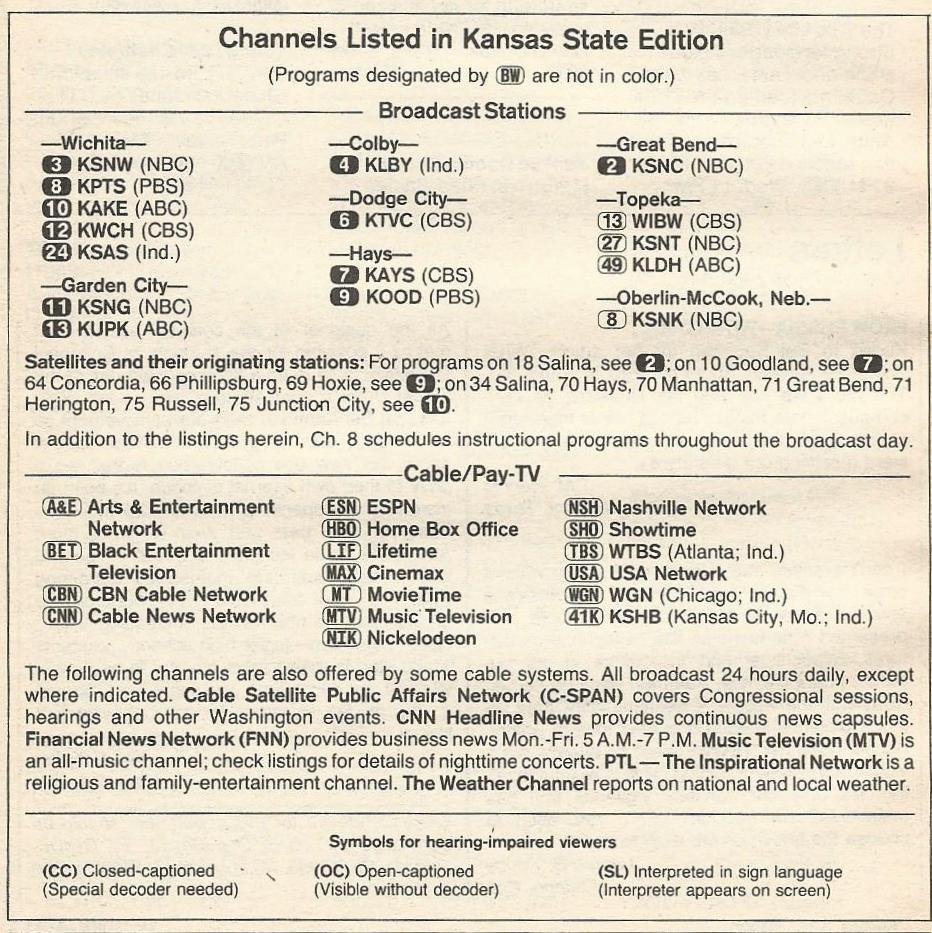 Channels Listed in Kansas State Edition
(Programs designated by BW are not in color.)
Broadcast Stations
—Wichita—
3 KSNW (NBC)
8 KPTS (PBS)
10 KAKE (ABC)
12 KWCH (CBS)
24 KSAS (Ind.)
—Garden City—
11 KSNG (NBC)
13 KUPK (ABC)
—Colby—
4 KLBY (Ind.)
—Dodge City—
6 KTVC (CBS)
—Hays—
7 KAYS (CBS)
9 KOOD (PBS)
—Great Bend—
2 KSNC (NBC)
—Topeka—
13 WIBW (CBS)
27 KSNT (NBC)
49 KLDH (ABC)
—Oberlin-McCook, Neb.—
8 KSNK (NBC)
Satellites and their originating stations: For programs on 18 Salina, see 2; on 10 Goodland, see 7; on
64 Concordia, 66 Phillipsburg, 69 Hoxie, see 9; on 34 Salina, 70 Hays, 70 Manhattan, 71 Great Bend, 71
Herington, 75 Russell, 75 Junction City, see 10.
In addition to the listings herein, Ch. 8 schedules instructional programs throughout the broadcast day.
Cable/Pay-TV
A&E Arts & Entertainment
Network
BET Black Entertainment
Television
CBN CBN Cable Network
CNN Cable News Network
ESN ESPN
HBO Home Box Office
LIF Lifetime
MAX Cinemax
MT MovieTime
MTV Music Television
NIK Nickelodeon
NSH Nashville Network
SHO Showtime
TBS WTBS (Atlanta; Ind.)
USA USA Network
WGN WGN (Chicago; Ind.)
41K KSHB (Kansas City, Mo.; Ind.)
The following channels are also offered by some cable systems. All broadcast 24 hours daily, except
where indicated. Cable Satellite Public Affairs Network (C-SPAN) covers Congressional sessions,
hearings and other Washington events. CNN Headline News provides continuous news capsules.
Financial News Network (FNN) provides business news Mon.-Fri. 5 A.M.-7 P.M. Music Television (MTV) is
an all-music channel; check listings for details of nighttime concerts. PTL — The Inspirational Network is a
religious and family-entertainment channel. The Weather Channel reports on national and local weather.
Symbols for hearing-impaired viewers
(CC) Closed-captioned
(Special decoder needed)
(OC) Open-captioned
(Visible without decoder)
(SL) Interpreted in sign language
(Interpreter appears on screen)